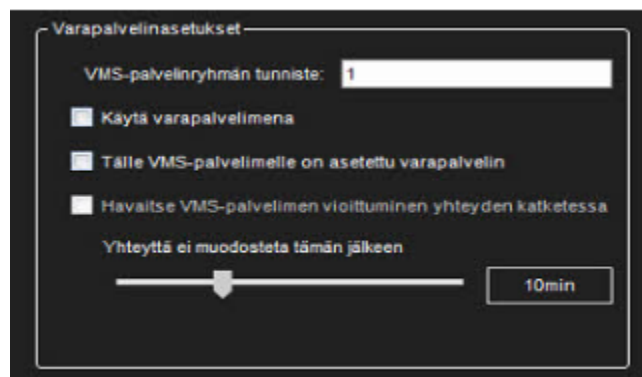 Varapalvelinasetukset
VMS-palvelinryhmän tunniste: 1
Käytä varapalvelimena
Tälle VMS-palvelimelle on asetettu varapalvelin
Havaitse VMS-palvelimen vioittuminen yhteyden katketessa
Yhteyttä ei muodosteta tämän jälkeen
10min